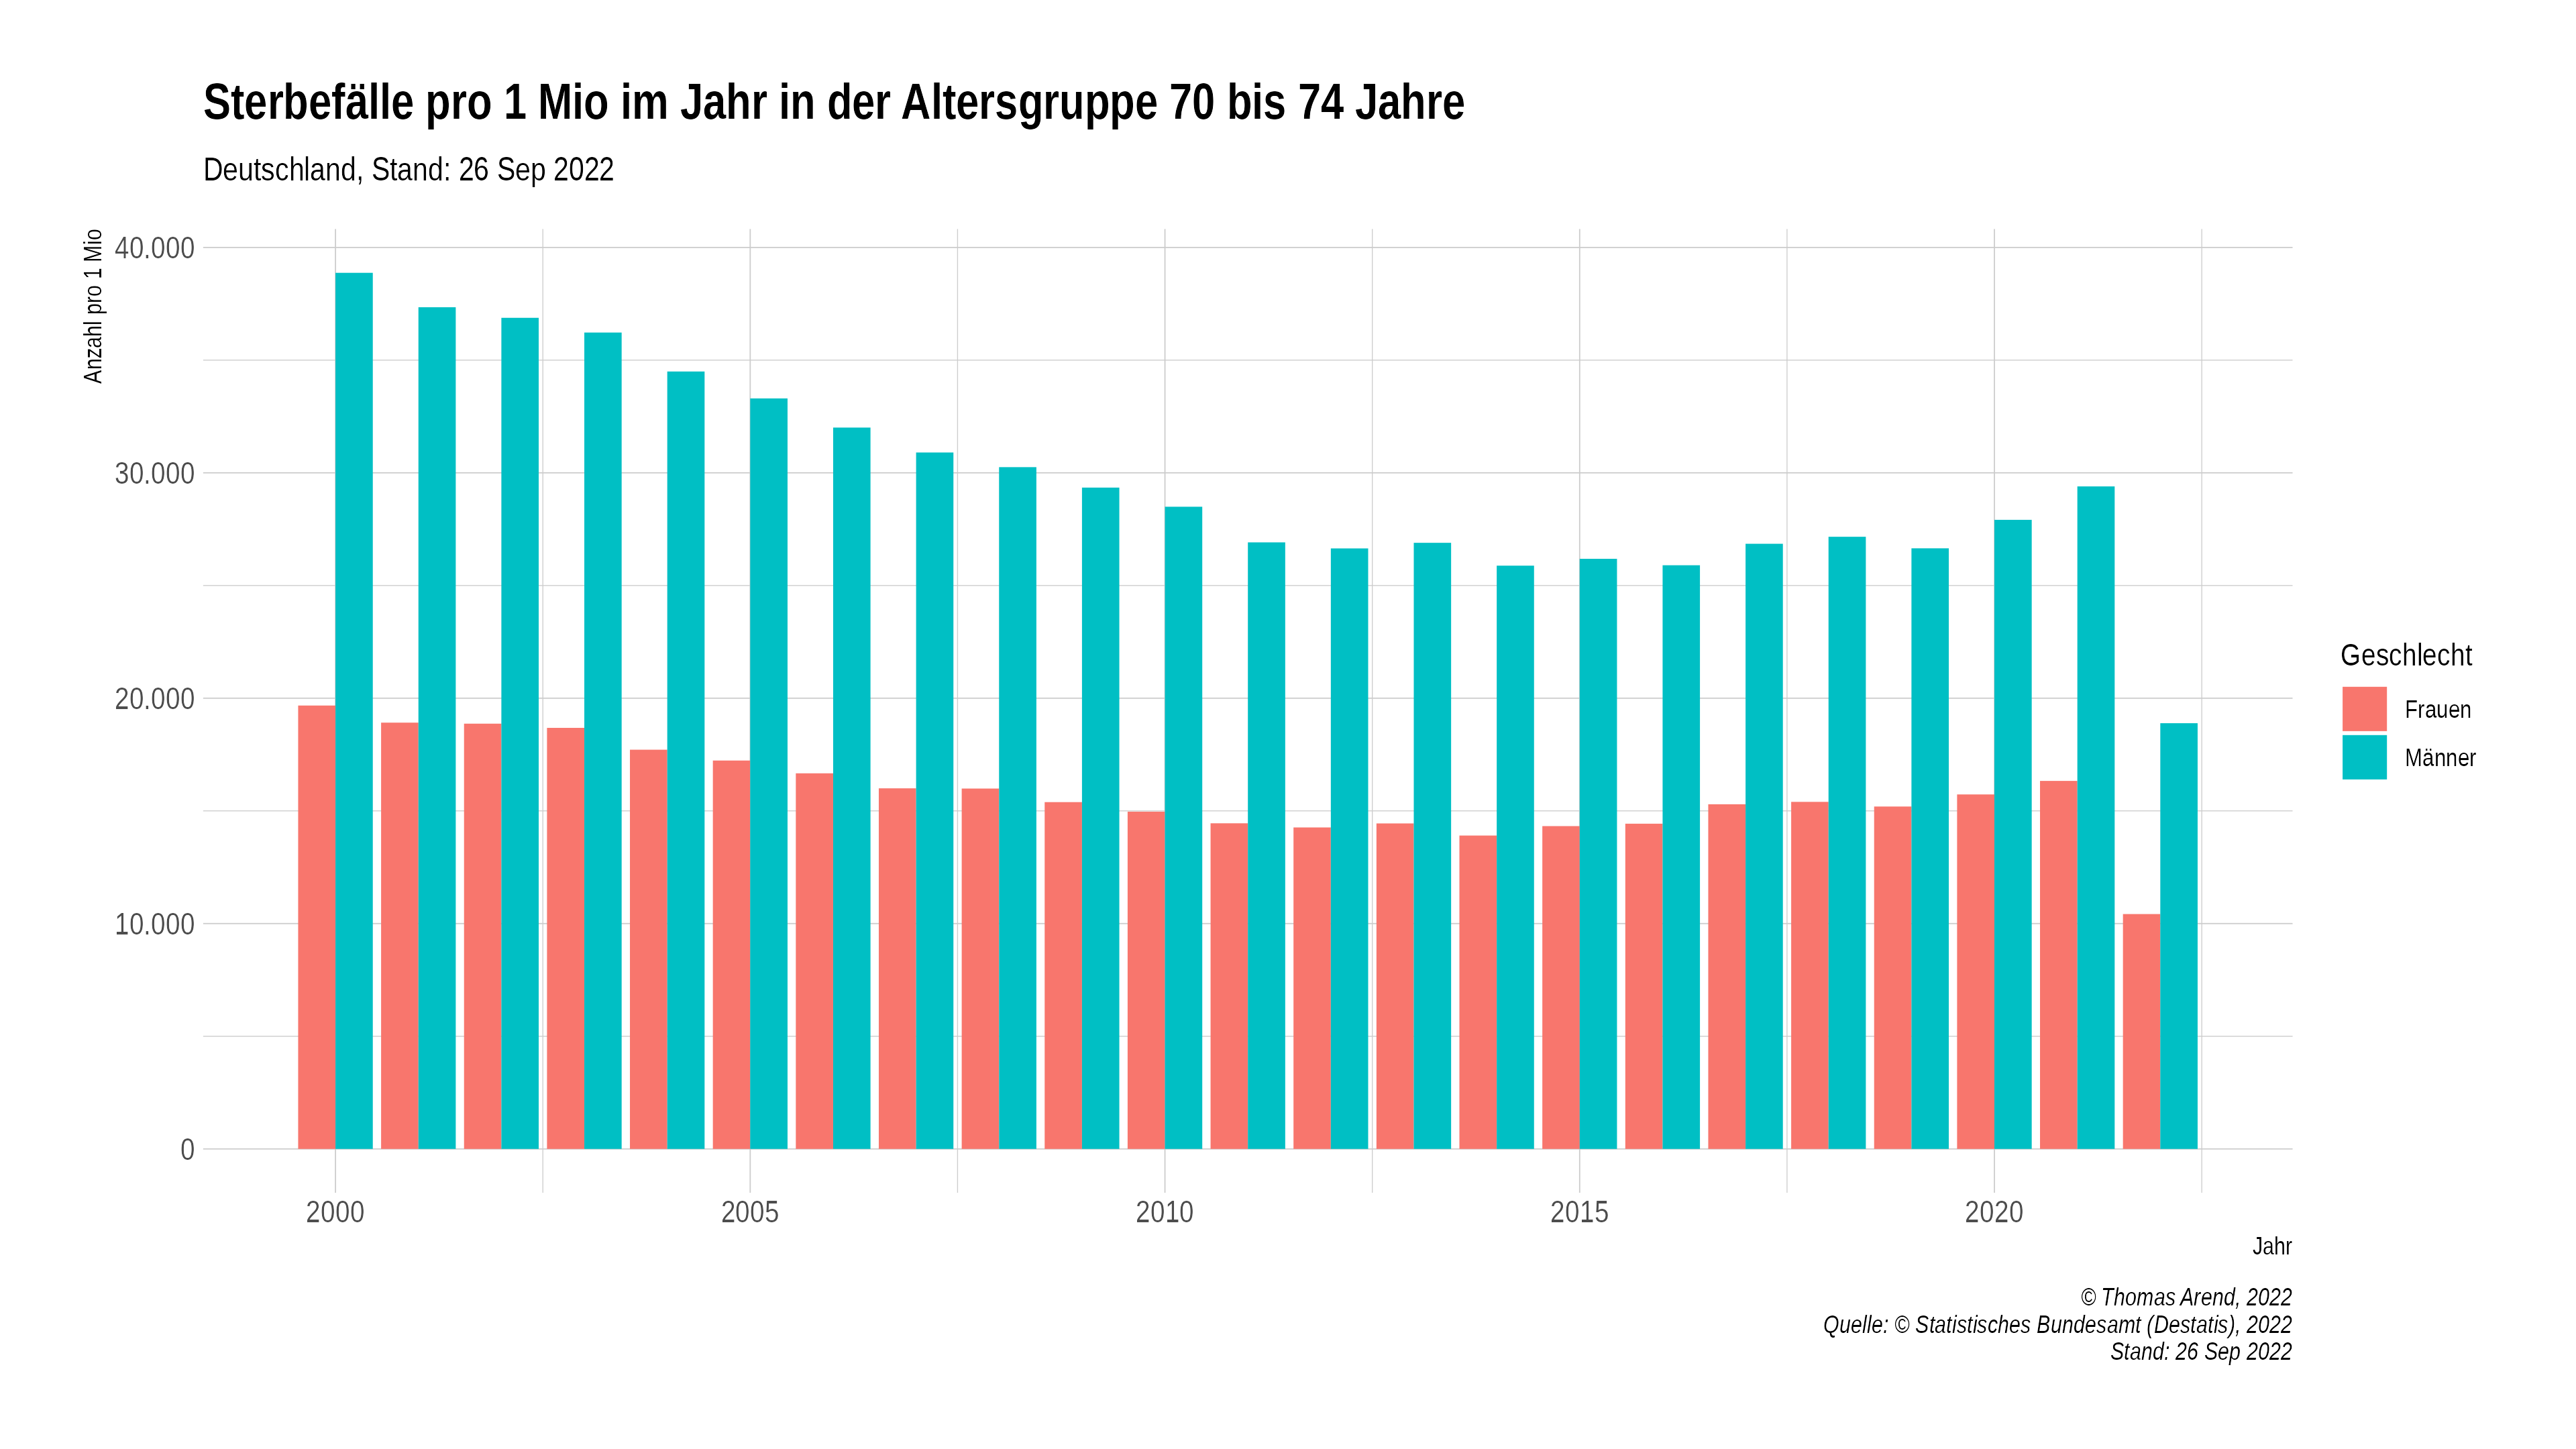 Sterbefälle pro 1 Mio im Jahr in der Altersgruppe 70 bis 74 Jahre
Deutschland, Stand: 26 Sep 2022
Anzahl pro 1 Mio
40.000
30.000
20.000
10.000
0
2000
2005
2010
2015
2020
Jahr
Geschlecht
Frauen
Männer
© Thomas Arend, 2022
Quelle: © Statistisches Bundesamt (Destatis), 2022
Stand: 26 Sep 2022